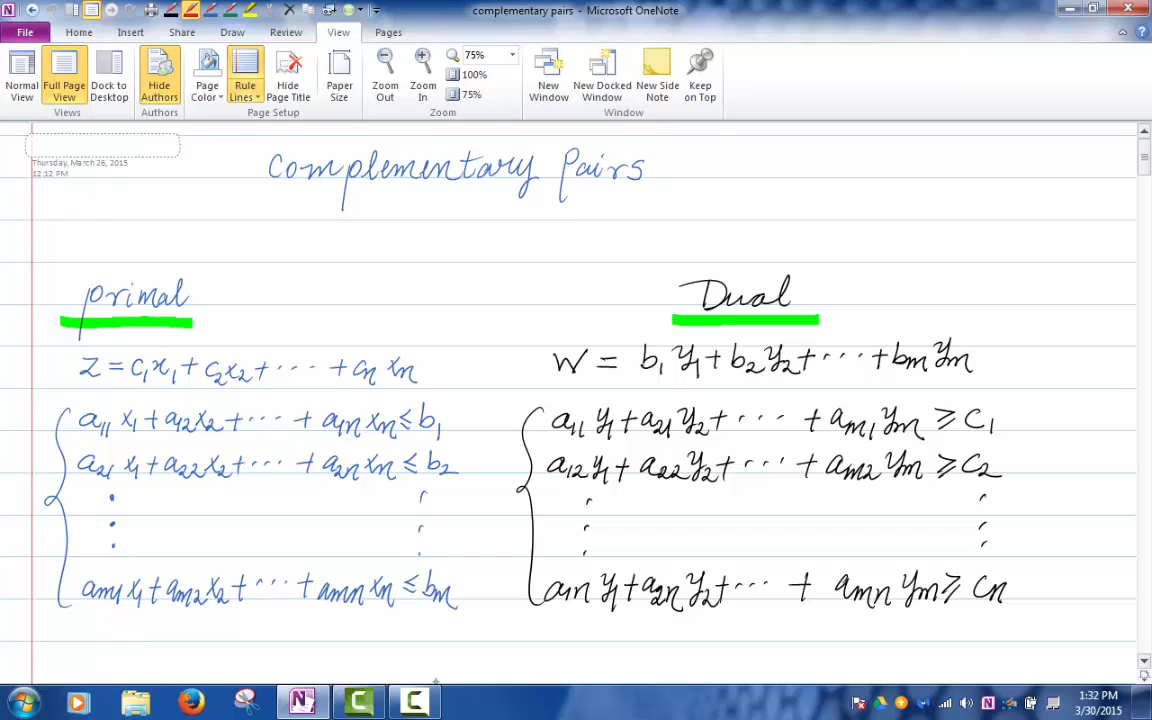 complementary pairs - Microsoft OneNote
File Home Insert Share Draw Review View Pages
Normal View
Full Page View
Dock to Desktop
Views
Hide Authors
Authors
Page Color
Rule Lines
Hide Page Title
Paper Size
Page Setup
Zoom Out
Zoom In
75%
100%
75%
Zoom
New Window
New Docked Window
New Side Note
Keep on Top
Window
Thursday, March 26, 2015
12:12 PM
Complementary Pairs
primal
Dual
Z = c₁x₁ + c₂x₂ + ··· + cₙxₙ
W = b₁y₁ + b₂y₂ + ··· + bₘyₘ
a₁₁x₁ + a₁₂x₂ + ··· + a₁ₙxₙ ≤ b₁
a₂₁x₁ + a₂₂x₂ + ··· + a₂ₙxₙ ≤ b₂
aₘ₁x₁ + aₘ₂x₂ + ··· + aₘₙxₙ ≤ bₘ
a₁₁y₁ + a₂₁y₂ + ··· + aₘ₁yₘ ≥ c₁
a₁₂y₁ + a₂₂y₂ + ··· + aₘ₂yₘ ≥ c₂
a₁ₙy₁ + a₂ₙy₂ + ··· + aₘₙyₘ ≥ cₙ
1:32 PM
3/30/2015